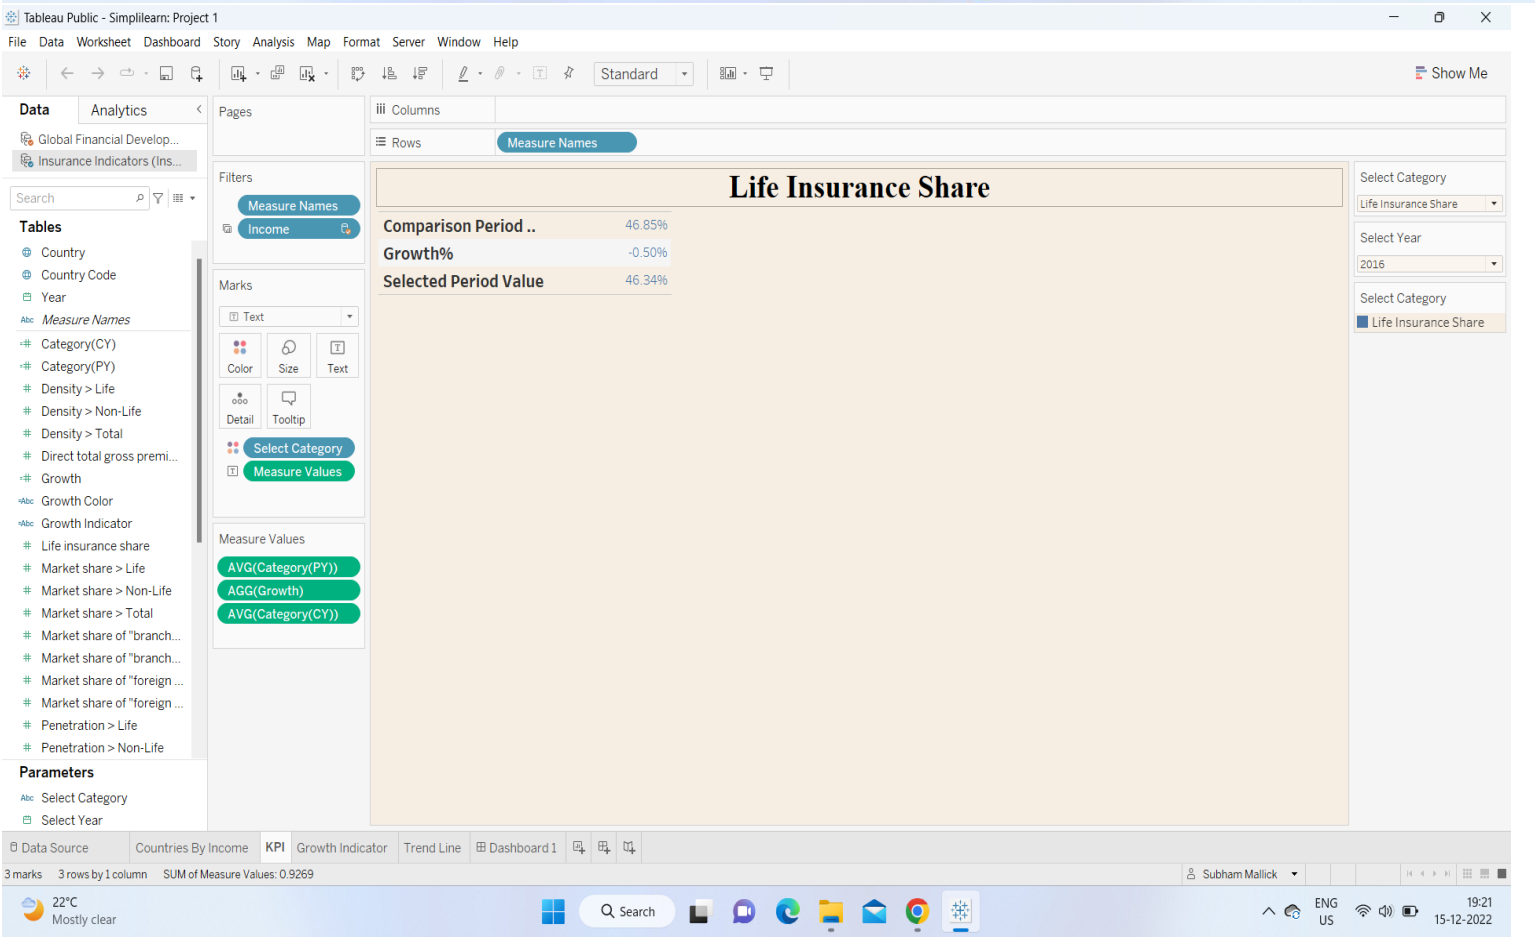 Tableau Public - Simplilearn: Project 1
File Data Worksheet Dashboard Story Analysis Map Format Server Window Help
Standard
Show Me
Data Analytics
Global Financial Develop...
Insurance Indicators (Ins...
Search
Tables
Country
Country Code
Year
Abc Measure Names
Category(CY)
Category(PY)
Density > Life
Density > Non-Life
Density > Total
Direct total gross premi...
Growth
=Abc Growth Color
=Abc Growth Indicator
Life insurance share
Market share > Life
Market share > Non-Life
Market share > Total
Market share of "branch...
Market share of "branch...
Market share of "foreign ...
Market share of "foreign ...
Penetration > Life
Penetration > Non-Life
Parameters
Abc Select Category
Select Year
Pages
Filters
Measure Names
Income
Marks
Text
Color Size Text
Detail Tooltip
Select Category
Measure Values
Measure Values
AVG(Category(PY))
AGG(Growth)
AVG(Category(CY))
Columns
Rows Measure Names
Life Insurance Share
Comparison Period .. 46.85%
Growth% -0.50%
Selected Period Value 46.34%
Select Category
Life Insurance Share
Select Year
2016
Select Category
Life Insurance Share
Data Source Countries By Income KPI Growth Indicator Trend Line Dashboard 1
3 marks 3 rows by 1 column SUM of Measure Values: 0.9269 Subham Mallick
22°C
Mostly clear
Search
ENG
US
19:21
15-12-2022